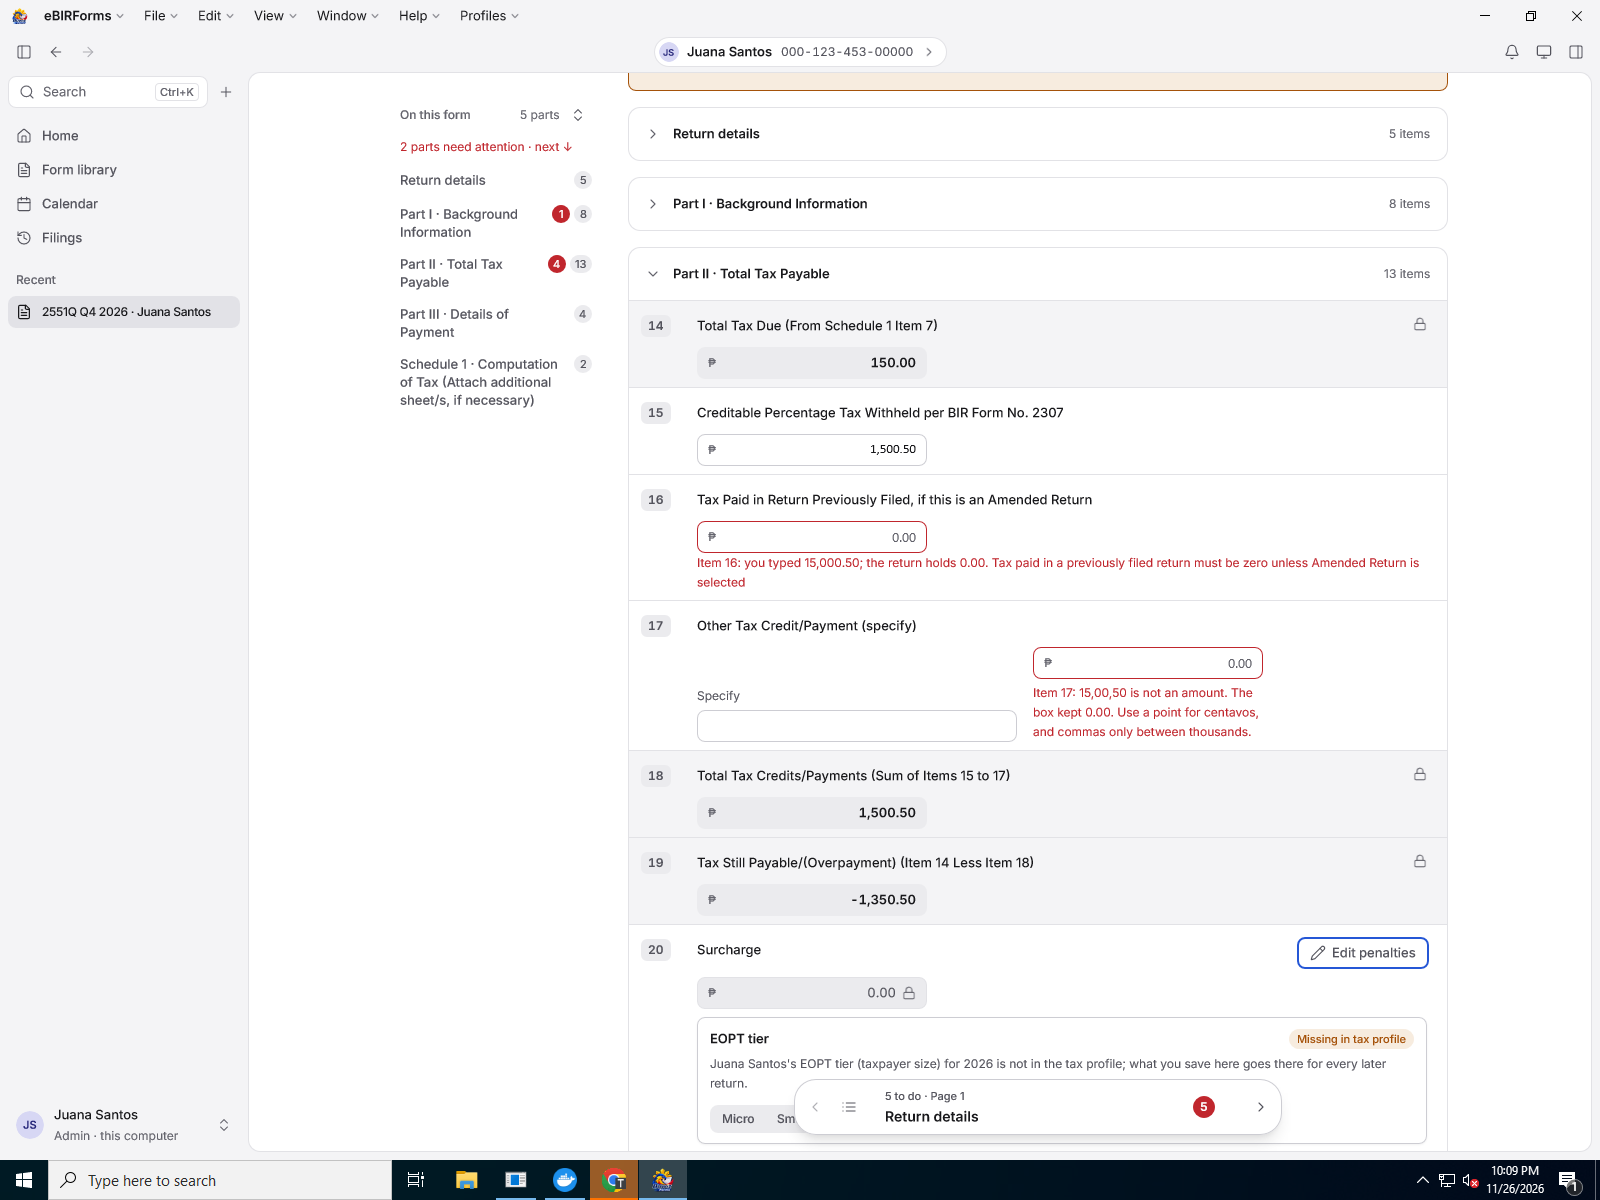 eBIRForms File Edit View Window Help Profiles
JS Juana Santos 000-123-453-00000
Search Ctrl+K
Home
Form library
Calendar
Filings
Recent
2551Q Q4 2026 · Juana Santos
On this form 5 parts
2 parts need attention · next ↓
Return details 5
Part I · Background Information 1 8
Part II · Total Tax Payable 4 13
Part III · Details of Payment 4
Schedule 1 · Computation of Tax (Attach additional sheet/s, if necessary) 2
Return details 5 items
Part I · Background Information 8 items
Part II · Total Tax Payable 13 items
14 Total Tax Due (From Schedule 1 Item 7)
₱ 150.00
15 Creditable Percentage Tax Withheld per BIR Form No. 2307
₱ 1,500.50
16 Tax Paid in Return Previously Filed, if this is an Amended Return
₱ 0.00
Item 16: you typed 15,000.50; the return holds 0.00. Tax paid in a previously filed return must be zero unless Amended Return is
selected
17 Other Tax Credit/Payment (specify)
₱ 0.00
Specify
Item 17: 15,00,50 is not an amount. The
box kept 0.00. Use a point for centavos,
and commas only between thousands.
18 Total Tax Credits/Payments (Sum of Items 15 to 17)
₱ 1,500.50
19 Tax Still Payable/(Overpayment) (Item 14 Less Item 18)
₱ -1,350.50
20 Surcharge
Edit penalties
₱ 0.00
EOPT tier Missing in tax profile
Juana Santos's EOPT tier (taxpayer size) for 2026 is not in the tax profile; what you save here goes there for every later
return.
Micro Sm
5 to do · Page 1
Return details
5
JS Juana Santos
Admin · this computer
Type here to search
10:09 PM
11/26/2026
1